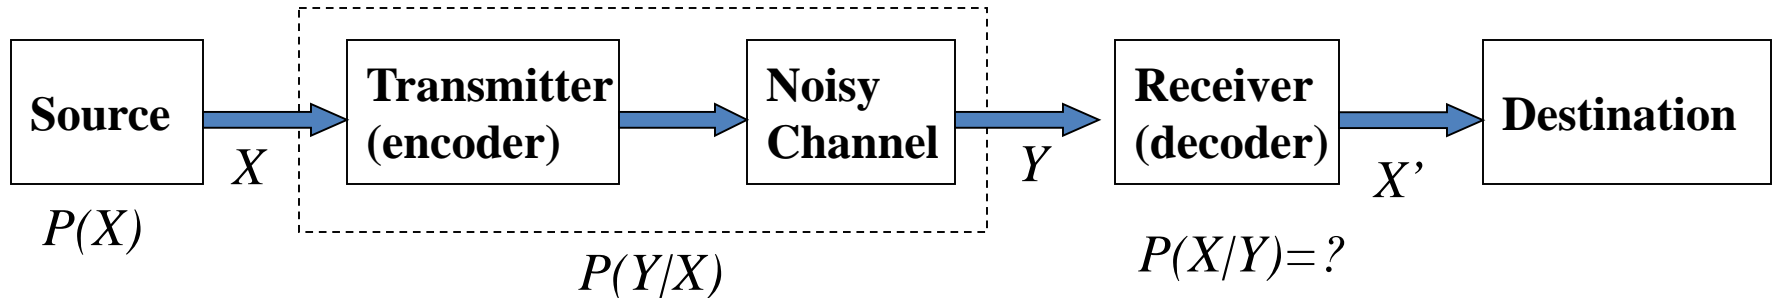 Source
Transmitter
(encoder)
Noisy
Channel
Receiver
(decoder)
Destination
X
Y
X’
P(X)
P(Y/X)
P(X/Y)=?